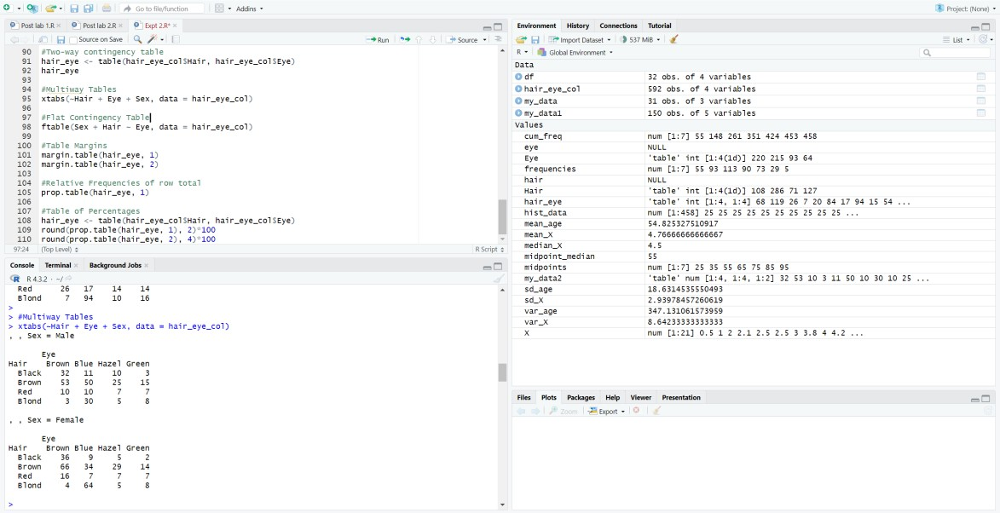 Go to file/function Addins Project: (None)
Post lab 1.R Post lab 2.R Expt 2.R*
Source on Save Run Source
90 #Two-way contingency table
91 hair_eye <- table(hair_eye_col$Hair, hair_eye_col$Eye)
92 hair_eye
93
94 #Multiway Tables
95 xtabs(~Hair + Eye + Sex, data = hair_eye_col)
96
97 #Flat Contingency Table
98 ftable(Sex + Hair ~ Eye, data = hair_eye_col)
99
100 #Table Margins
101 margin.table(hair_eye, 1)
102 margin.table(hair_eye, 2)
103
104 #Relative Frequencies of row total
105 prop.table(hair_eye, 1)
106
107 #Table of Percentages
108 hair_eye <- table(hair_eye_col$Hair, hair_eye_col$Eye)
109 round(prop.table(hair_eye, 1), 2)*100
110 round(prop.table(hair_eye, 2), 4)*100
97:24 (Top Level) R Script
Console Terminal Background Jobs
R 4.3.2 · ~/
Red 26 17 14 14
Blond 7 94 10 16
>
> #Multiway Tables
> xtabs(~Hair + Eye + Sex, data = hair_eye_col)
, , Sex = Male
Eye
Hair Brown Blue Hazel Green
Black 32 11 10 3
Brown 53 50 25 15
Red 10 10 7 7
Blond 3 30 5 8
, , Sex = Female
Eye
Hair Brown Blue Hazel Green
Black 36 9 5 2
Brown 66 34 29 14
Red 16 7 7 7
Blond 4 64 5 8
>
Environment History Connections Tutorial
Import Dataset 537 MiB List
R Global Environment
Data
df 32 obs. of 4 variables
hair_eye_col 592 obs. of 4 variables
my_data 31 obs. of 3 variables
my_data1 150 obs. of 5 variables
Values
cum_freq num [1:7] 55 148 261 351 424 453 458
eye NULL
Eye 'table' int [1:4(1d)] 220 215 93 64
frequencies num [1:7] 55 93 113 90 73 29 5
hair NULL
Hair 'table' int [1:4(1d)] 108 286 71 127
hair_eye 'table' int [1:4, 1:4] 68 119 26 7 20 84 17 94 15 54 ...
hist_data num [1:458] 25 25 25 25 25 25 25 25 25 25 ...
mean_age 54.825327510917
mean_X 4.76666666666667
median_X 4.5
midpoint_median 55
midpoints num [1:7] 25 35 55 65 75 85 95
my_data2 'table' num [1:4, 1:4, 1:2] 32 53 10 3 11 50 10 30 10 25 ...
sd_age 18.6314535550493
sd_X 2.93978457260619
var_age 347.131061573959
var_X 8.64233333333333
X num [1:21] 0.5 1 2 2.1 2.5 2.5 3 3.8 4 4.2 ...
Files Plots Packages Help Viewer Presentation
Zoom Export